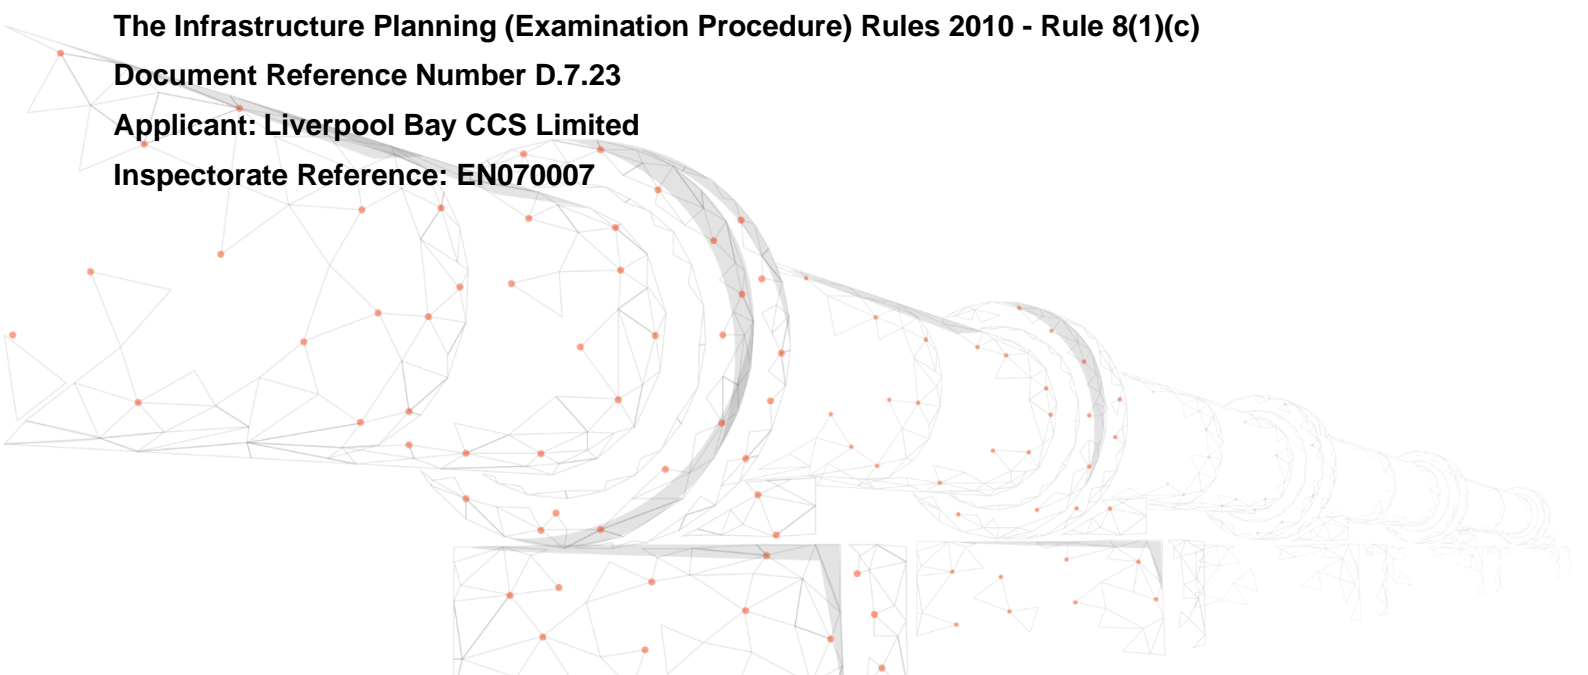 The Infrastructure Planning (Examination Procedure) Rules 2010 - Rule 8(1)(c)
Document Reference Number D.7.23
Applicant: Liverpool Bay CCS Limited
Inspectorate Reference: EN070007